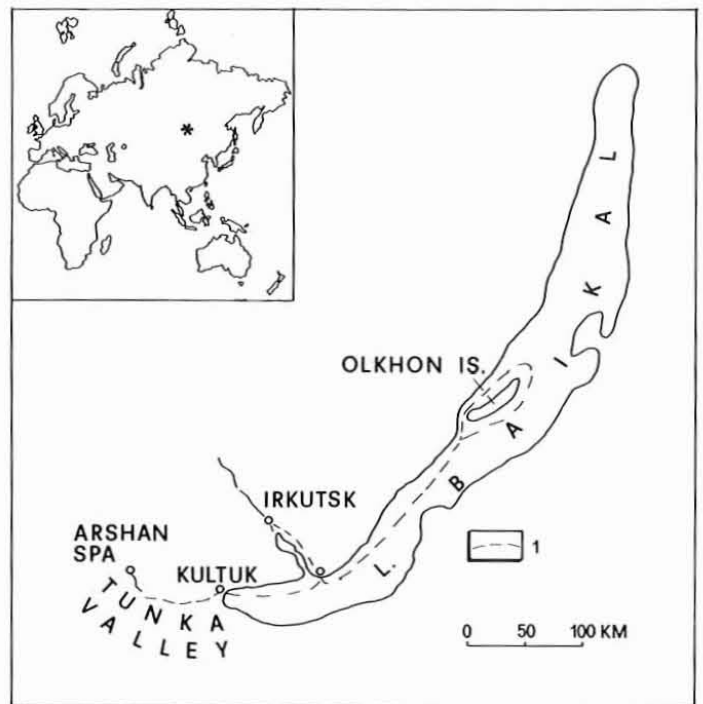 *
L. BAIKAL
OLKHON IS.
IRKUTSK
ARSHAN
SPA
KULTUK
TUNKA
VALLEY
1
0 50 100 KM